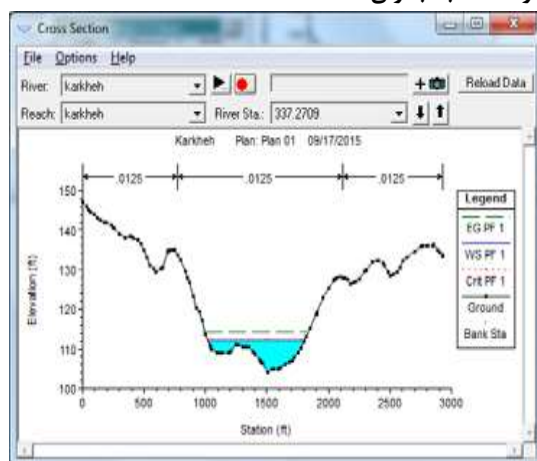 Cross Section
File Options Help
River: karkheh
Reload Data
Reach: karkheh River Sta.: 337.2709
Karkheh Plan: Plan 01 09/17/2015
.0125 .0125 .0125
Legend
EG PF 1
WS PF 1
Crit PF 1
Ground
Bank Sta
Elevation (ft)
150
140
130
120
110
100
0 500 1000 1500 2000 2500 3000
Station (ft)